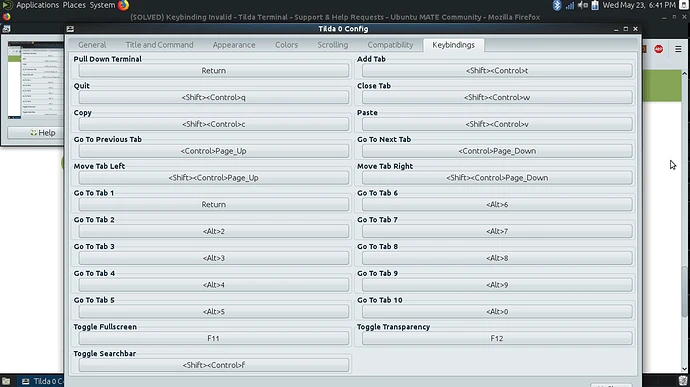 Applications Places System Wed May 23, 6:41 PM
(SOLVED) Keybinding Invalid - Tilda Terminal - Support & Help Requests - Ubuntu MATE Community - Mozilla Firefox
Tilda 0 Config
General Title and Command Appearance Colors Scrolling Compatibility Keybindings
Pull Down Terminal Add Tab
Return <Shift><Control>t
Quit Close Tab
<Shift><Control>q <Shift><Control>w
Copy Paste
<Shift><Control>c <Shift><Control>v
Go To Previous Tab Go To Next Tab
<Control>Page_Up <Control>Page_Down
Move Tab Left Move Tab Right
<Shift><Control>Page_Up <Shift><Control>Page_Down
Go To Tab 1 Go To Tab 6
Return <Alt>6
Go To Tab 2 Go To Tab 7
<Alt>2 <Alt>7
Go To Tab 3 Go To Tab 8
<Alt>3 <Alt>8
Go To Tab 4 Go To Tab 9
<Alt>4 <Alt>9
Go To Tab 5 Go To Tab 10
<Alt>5 <Alt>0
Toggle Fullscreen Toggle Transparency
F11 F12
Toggle Searchbar
<Shift><Control>f
Help
ABP
Tilda 0 C